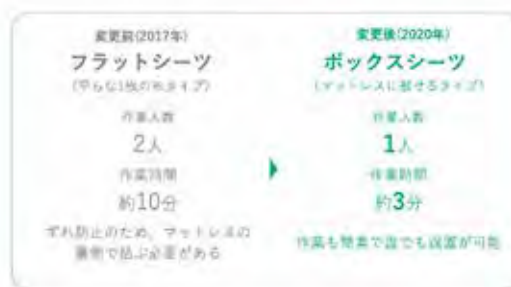 変更前(2017年)
フラットシーツ
(平らな1枚の布タイプ)
作業人数
2人
作業時間
約10分
ずれ防止のため、マットレスの
裏側で結ぶ必要がある
変更後(2020年)
ボックスシーツ
(マットレスに被せるタイプ)
作業人数
1人
作業時間
約3分
作業も簡素で誰でも設置が可能